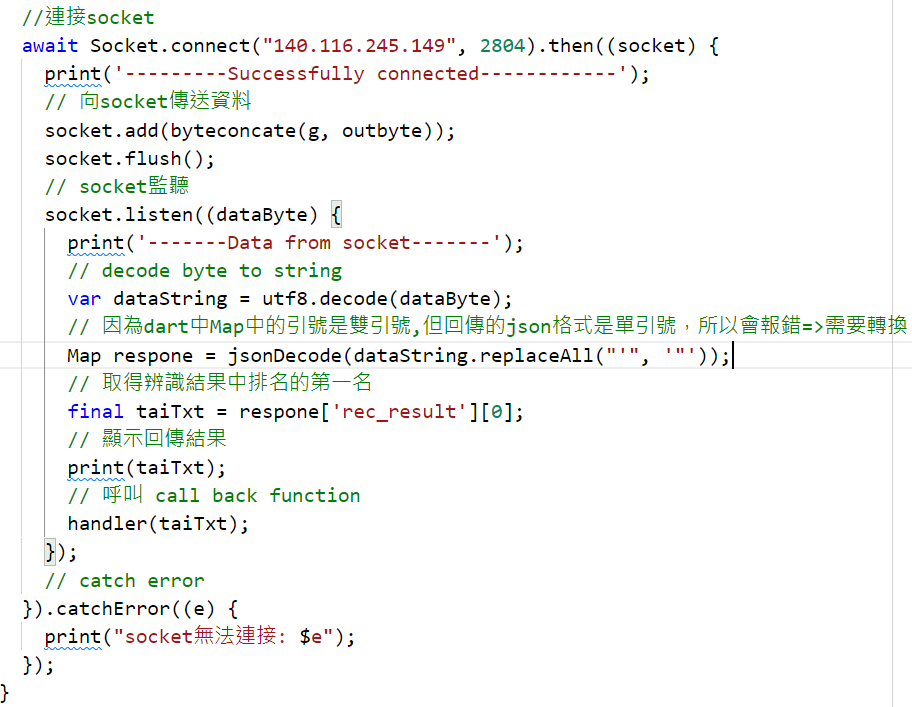 //連接socket
await Socket.connect("140.116.245.149", 2804).then((socket) {
print('---------Successfully connected------------');
// 向socket傳送資料
socket.add(byteconcate(g, outbyte));
socket.flush();
// socket監聽
socket.listen((dataByte) {
print('-------Data from socket-------');
// decode byte to string
var dataString = utf8.decode(dataByte);
// 因為dart中Map中的引號是雙引號,但回傳的json格式是單引號，所以會報錯=>需要轉換
Map respone = jsonDecode(dataString.replaceAll("'", '"'));
// 取得辨識結果中排名的第一名
final taiTxt = respone['rec_result'][0];
// 顯示回傳結果
print(taiTxt);
// 呼叫 call back function
handler(taiTxt);
});
// catch error
}).catchError((e) {
print("socket無法連接: $e");
});
}